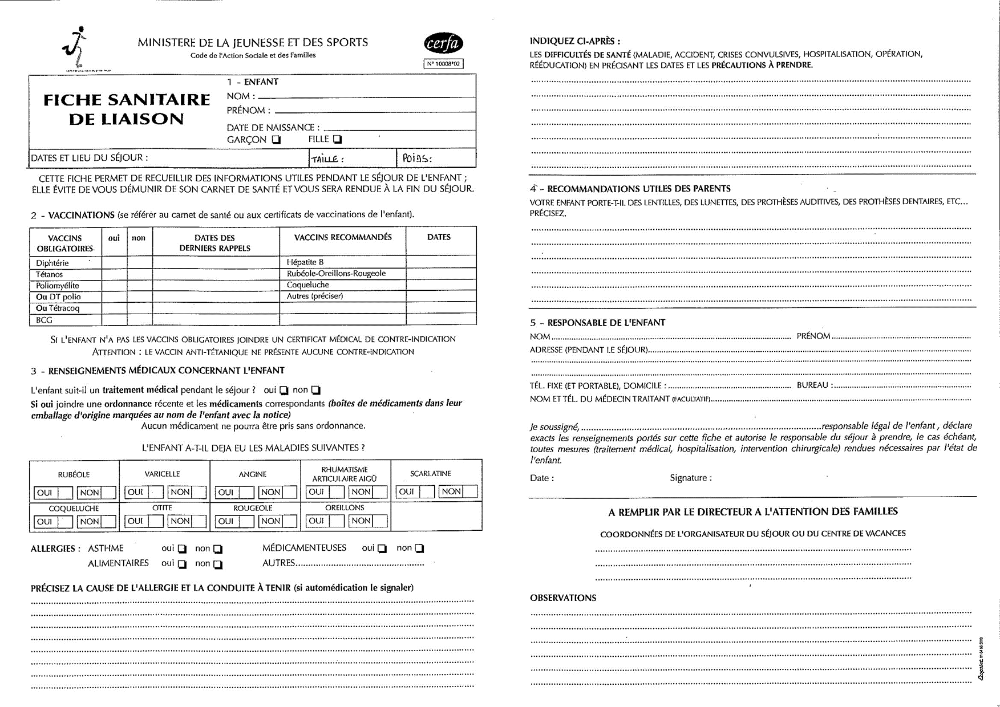 MINISTERE DE LA JEUNESSE ET DES SPORTS
Code de l'Action Sociale et des Familles
cerfa
N° 10008*02
FICHE SANITAIRE
DE LIAISON
1 - ENFANT
NOM :
PRÉNOM :
DATE DE NAISSANCE :
GARÇON FILLE
DATES ET LIEU DU SÉJOUR : TAILLE : POIDS:
CETTE FICHE PERMET DE RECUEILLIR DES INFORMATIONS UTILES PENDANT LE SÉJOUR DE L'ENFANT ;
ELLE ÉVITE DE VOUS DÉMUNIR DE SON CARNET DE SANTÉ ET VOUS SERA RENDUE À LA FIN DU SÉJOUR.
2 - VACCINATIONS (se référer au carnet de santé ou aux certificats de vaccinations de l'enfant).
VACCINS OBLIGATOIRES oui non DATES DES DERNIERS RAPPELS VACCINS RECOMMANDÉS DATES
Diphtérie Hépatite B
Tétanos Rubéole-Oreillons-Rougeole
Poliomyélite Coqueluche
Ou DT polio Autres (préciser)
Ou Tétracoq
BCG
SI L'ENFANT N'A PAS LES VACCINS OBLIGATOIRES JOINDRE UN CERTIFICAT MÉDICAL DE CONTRE-INDICATION
ATTENTION : LE VACCIN ANTI-TÉTANIQUE NE PRÉSENTE AUCUNE CONTRE-INDICATION
3 - RENSEIGNEMENTS MÉDICAUX CONCERNANT L'ENFANT
L'enfant suit-il un traitement médical pendant le séjour ? oui non
Si oui joindre une ordonnance récente et les médicaments correspondants (boîtes de médicaments dans leur
emballage d'origine marquées au nom de l'enfant avec la notice)
Aucun médicament ne pourra être pris sans ordonnance.
L'ENFANT A-T-IL DEJA EU LES MALADIES SUIVANTES ?
RUBÉOLE VARICELLE ANGINE RHUMATISME ARTICULAIRE AIGÜ SCARLATINE
OUI NON OUI NON OUI NON OUI NON OUI NON
COQUELUCHE OTITE ROUGEOLE OREILLONS
OUI NON OUI NON OUI NON OUI NON
ALLERGIES : ASTHME oui non MÉDICAMENTEUSES oui non
ALIMENTAIRES oui non AUTRES
PRÉCISEZ LA CAUSE DE L'ALLERGIE ET LA CONDUITE À TENIR (si automédication le signaler)
INDIQUEZ CI-APRÈS :
LES DIFFICULTÉS DE SANTÉ (MALADIE, ACCIDENT, CRISES CONVULSIVES, HOSPITALISATION, OPÉRATION,
RÉÉDUCATION) EN PRÉCISANT LES DATES ET LES PRÉCAUTIONS À PRENDRE.
4 - RECOMMANDATIONS UTILES DES PARENTS
VOTRE ENFANT PORTE-T-IL DES LENTILLES, DES LUNETTES, DES PROTHÈSES AUDITIVES, DES PROTHÈSES DENTAIRES, ETC...
PRÉCISEZ.
5 - RESPONSABLE DE L'ENFANT
NOM PRÉNOM
ADRESSE (PENDANT LE SÉJOUR)
TÉL. FIXE (ET PORTABLE), DOMICILE : BUREAU :
NOM ET TÉL. DU MÉDECIN TRAITANT (FACULTATIF)
Je soussigné, responsable légal de l'enfant , déclare
exacts les renseignements portés sur cette fiche et autorise le responsable du séjour à prendre, le cas échéant,
toutes mesures (traitement médical, hospitalisation, intervention chirurgicale) rendues nécessaires par l'état de
l'enfant.
Date : Signature :
A REMPLIR PAR LE DIRECTEUR A L'ATTENTION DES FAMILLES
COORDONNÉES DE L'ORGANISATEUR DU SÉJOUR OU DU CENTRE DE VACANCES
OBSERVATIONS